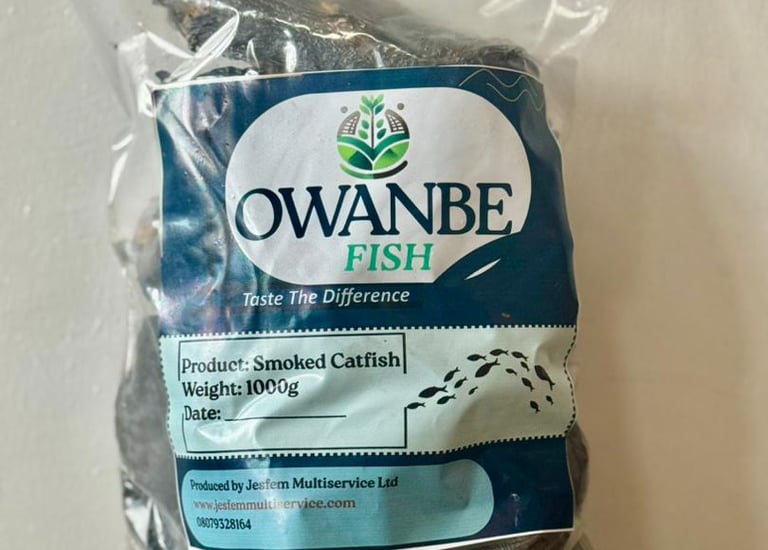 OWANBE
FISH
Taste The Difference
Product: Smoked Catfish
Weight: 1000g
Date: ____________
Produced by Jesfem Multiservice Ltd
www.jesfemmultiservice.com
08079328164